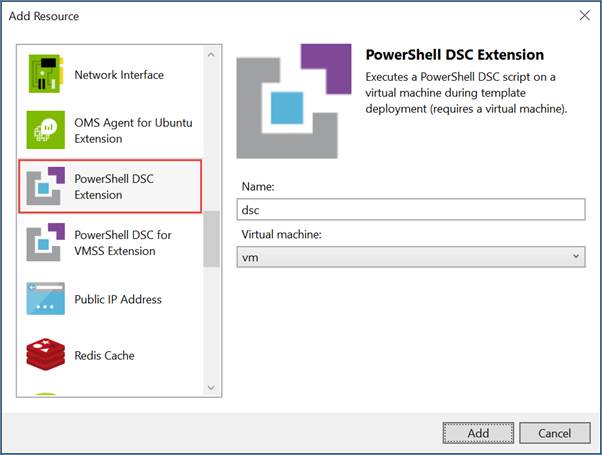 Add Resource
Network Interface
OMS Agent for Ubuntu
Extension
PowerShell DSC
Extension
PowerShell DSC for
VMSS Extension
Public IP Address
Redis Cache
PowerShell DSC Extension
Executes a PowerShell DSC script on a
virtual machine during template
deployment (requires a virtual machine).
Name:
dsc
Virtual machine:
vm
Add
Cancel